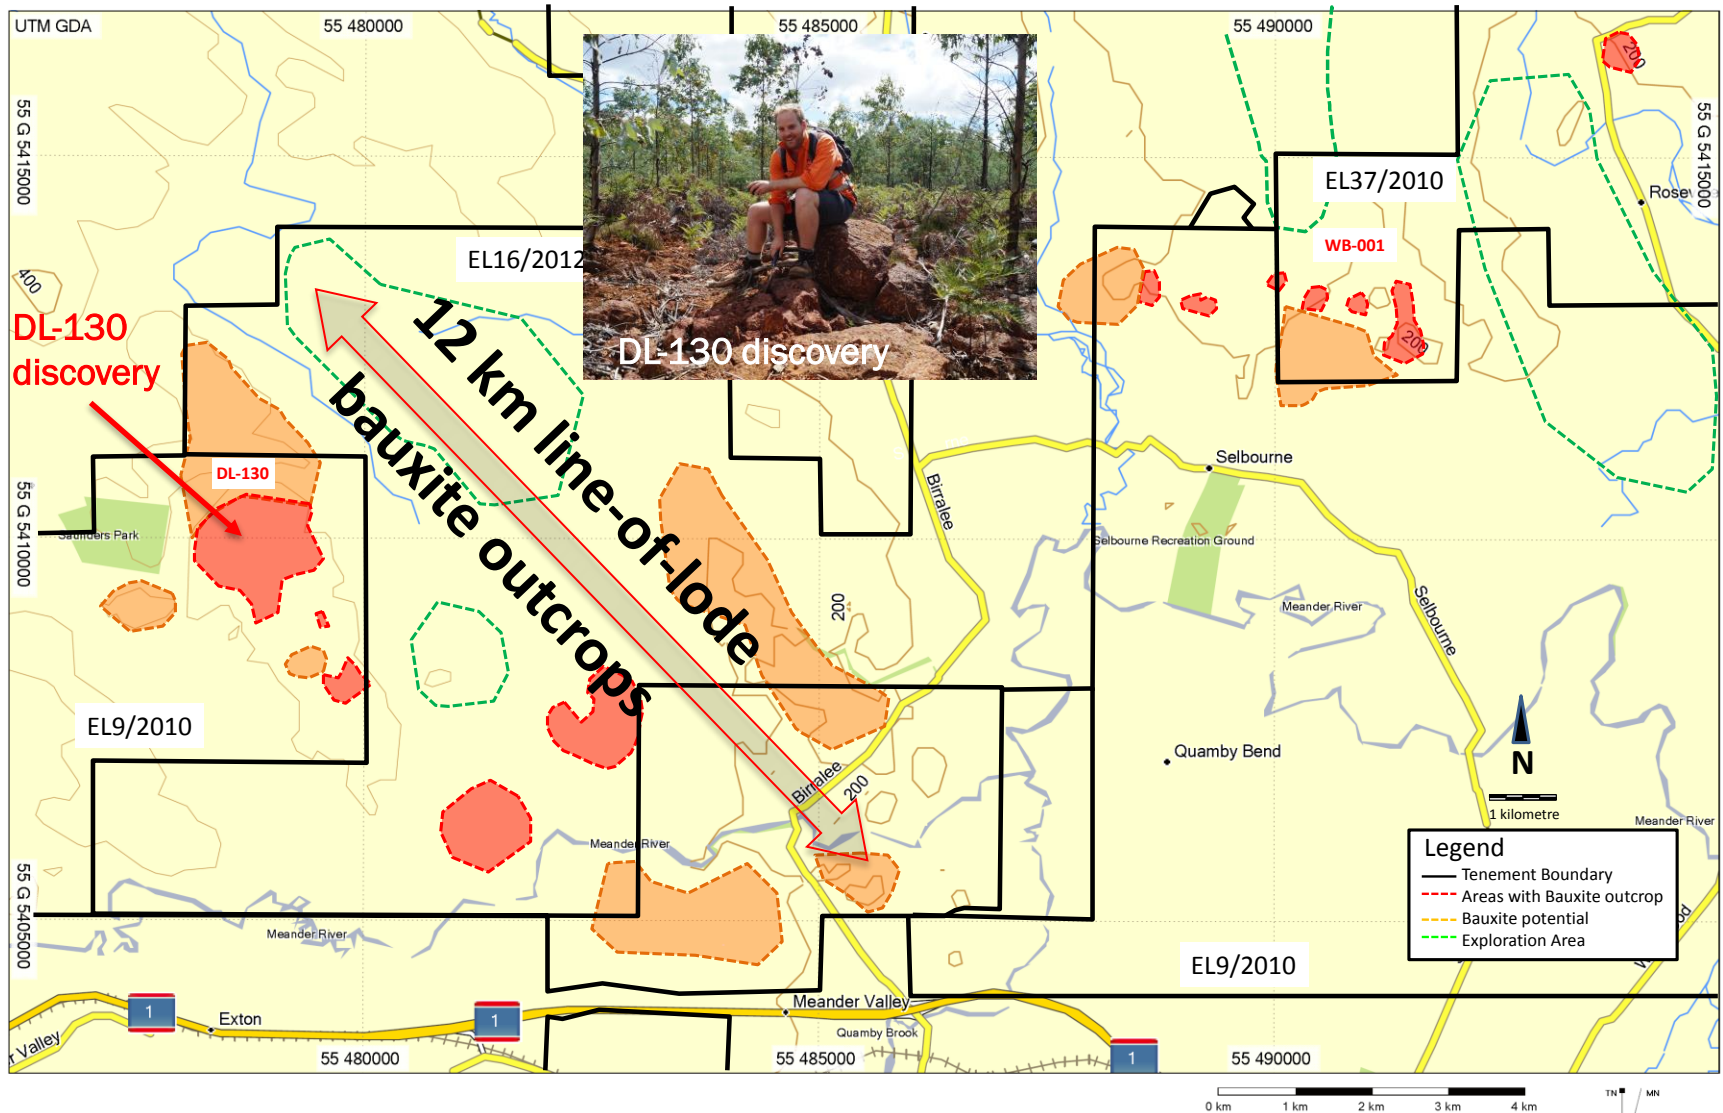 UTM GDA
55 480000
55 485000
55 490000
55 G 5415000
55 G 5415000
200
EL37/2010
WB-001
EL16/2012
400
DL-130
discovery
DL-130 discovery
12 km line-of-lode
bauxite outcrops
200
DL-130
Selbourne
Birralee
55 G 5410000
Saunders Park
Selbourne Recreation Ground
200
Meander River
Selbourne
EL9/2010
Quamby Bend
N
1 kilometre
Birralee
200
Meander River
Meander River
Legend
Tenement Boundary
Areas with Bauxite outcrop
Bauxite potential
Exploration Area
55 G 5405000
Meander River
EL9/2010
1
Exton
1
Meander Valley
Quamby Brook
1
r Valley
55 480000
55 485000
55 490000
0 km
1 km
2 km
3 km
4 km
TN
MN